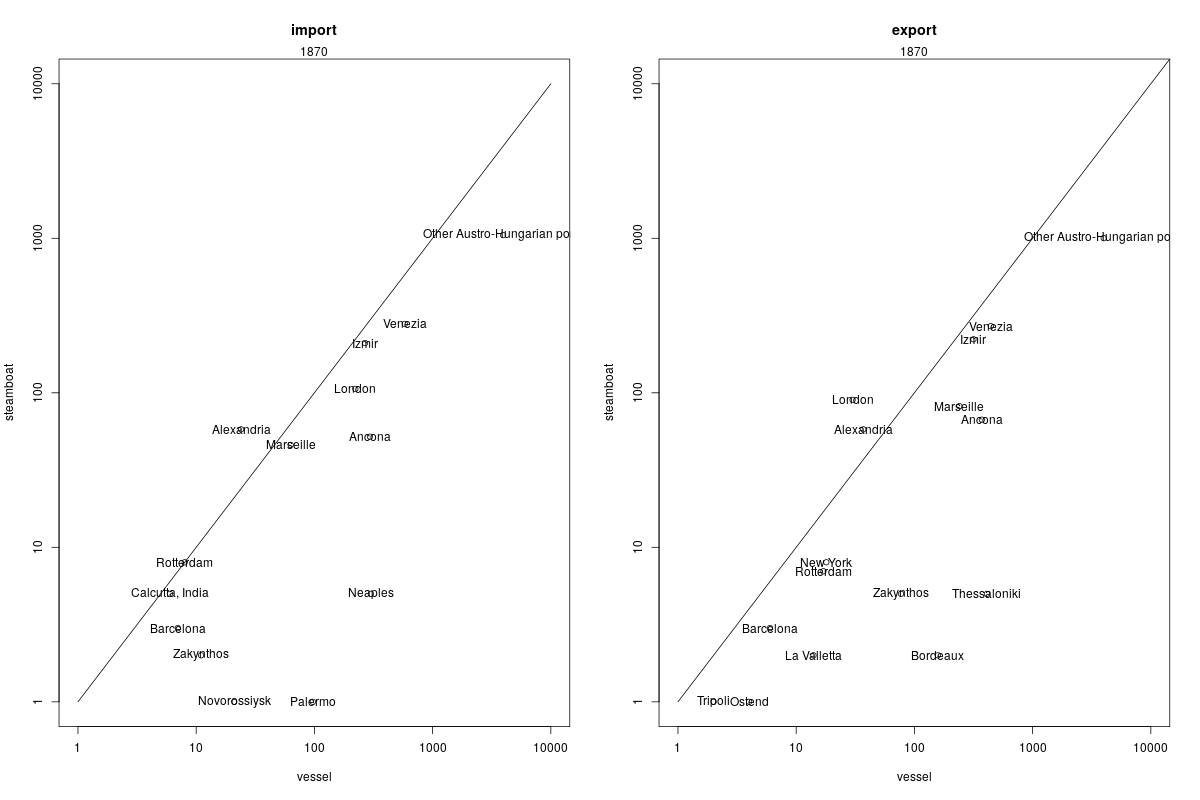 import
1870
10000
1000
100
10
1
steamboat
Other Austro-Hungarian po
Venezia
Izmir
London
Alexandria
Ancona
Marseille
Rotterdam
Calcutta, India
Neaples
Barcelona
Zakynthos
Novorossiysk
Palermo
1
10
100
1000
10000
vessel
export
1870
10000
1000
100
10
1
steamboat
Other Austro-Hungarian po
Venezia
Izmir
London
Marseille
Ancona
Alexandria
New York
Rotterdam
Zakynthos
Thessaloniki
Barcelona
La Valletta
Bordeaux
Tripoli
Ostend
1
10
100
1000
10000
vessel